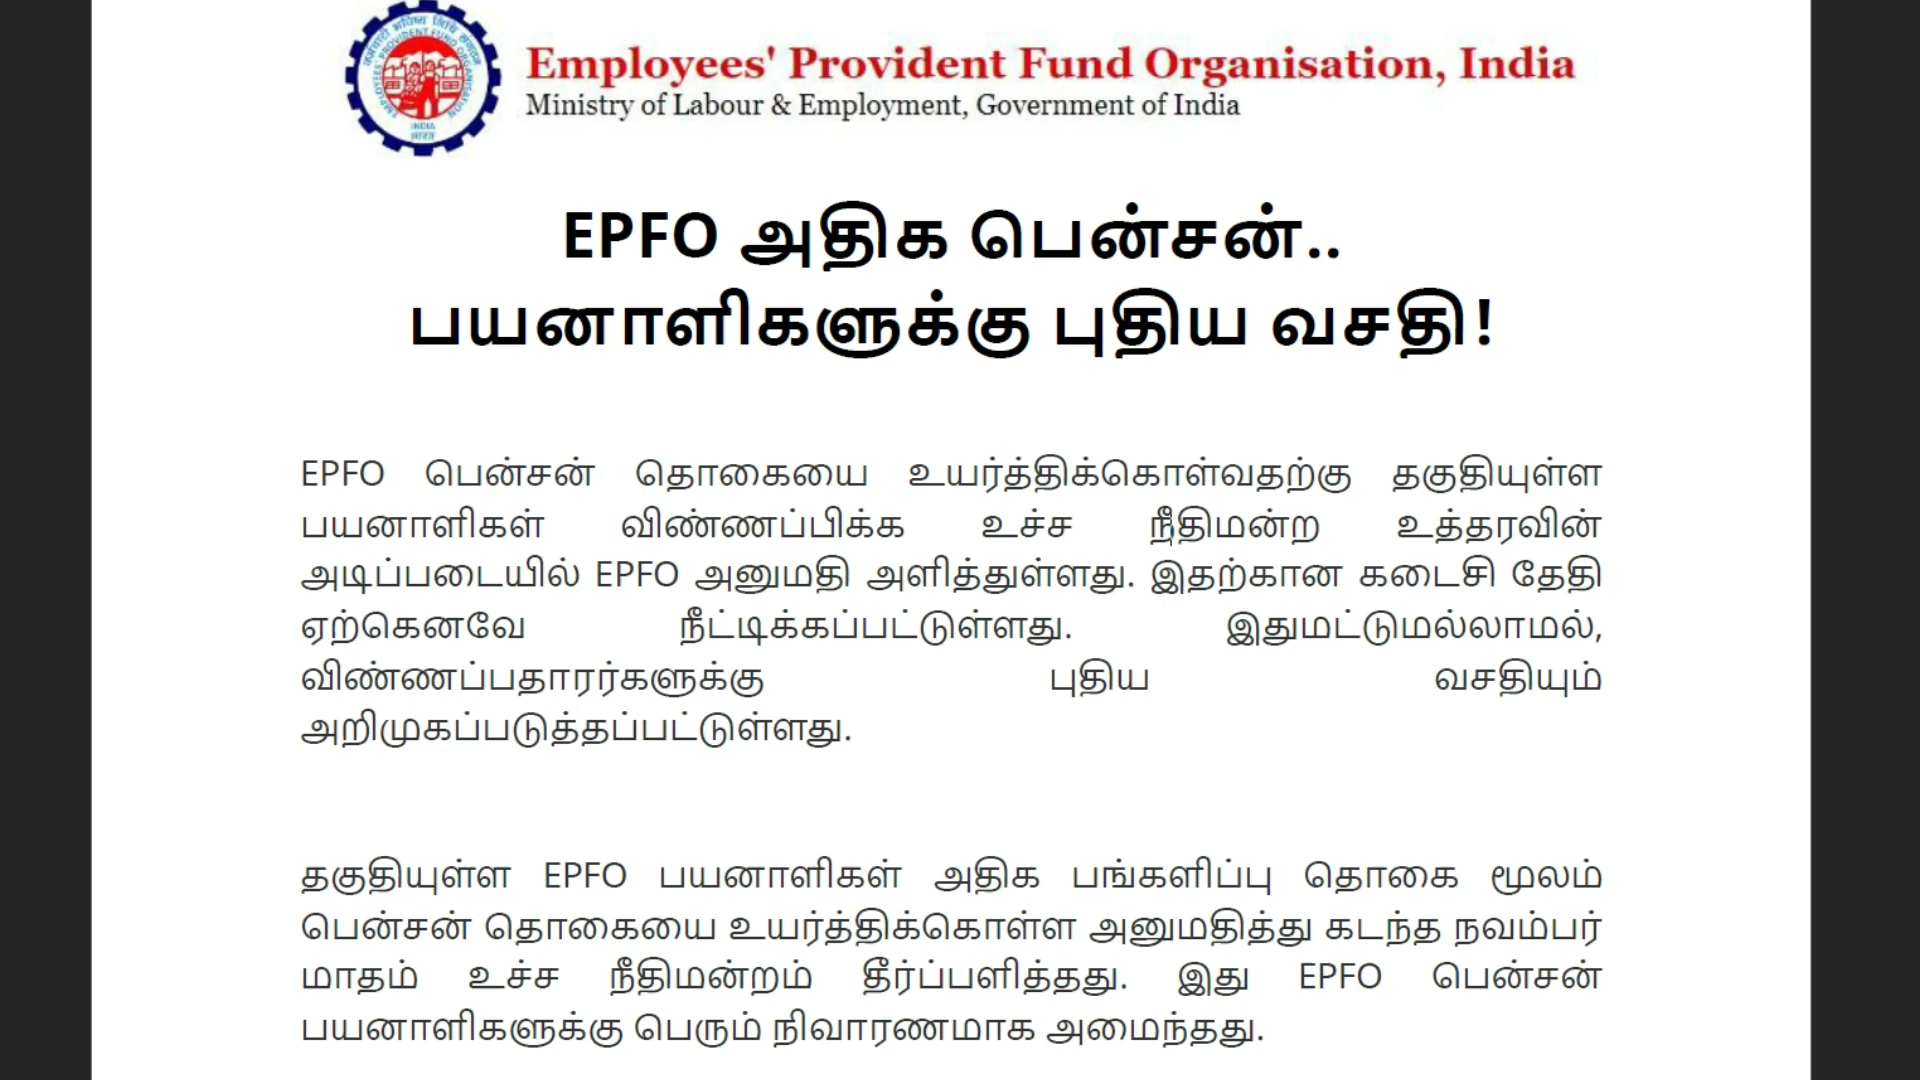 Employees' Provident Fund Organisation, India
Ministry of Labour & Employment, Government of India
INDIA
भारत
EPFO அதிக பென்சன்..
பயனாளிகளுக்கு புதிய வசதி!
EPFO பென்சன் தொகையை உயர்த்திக்கொள்வதற்கு தகுதியுள்ள
பயனாளிகள் விண்ணப்பிக்க உச்ச நீதிமன்ற உத்தரவின்
அடிப்படையில் EPFO அனுமதி அளித்துள்ளது. இதற்கான கடைசி தேதி
ஏற்கெனவே நீட்டிக்கப்பட்டுள்ளது. இதுமட்டுமல்லாமல்,
விண்ணப்பதாரர்களுக்கு புதிய வசதியும்
அறிமுகப்படுத்தப்பட்டுள்ளது.
தகுதியுள்ள EPFO பயனாளிகள் அதிக பங்களிப்பு தொகை மூலம்
பென்சன் தொகையை உயர்த்திக்கொள்ள அனுமதித்து கடந்த நவம்பர்
மாதம் உச்ச நீதிமன்றம் தீர்ப்பளித்தது. இது EPFO பென்சன்
பயனாளிகளுக்கு பெரும் நிவாரணமாக அமைந்தது.